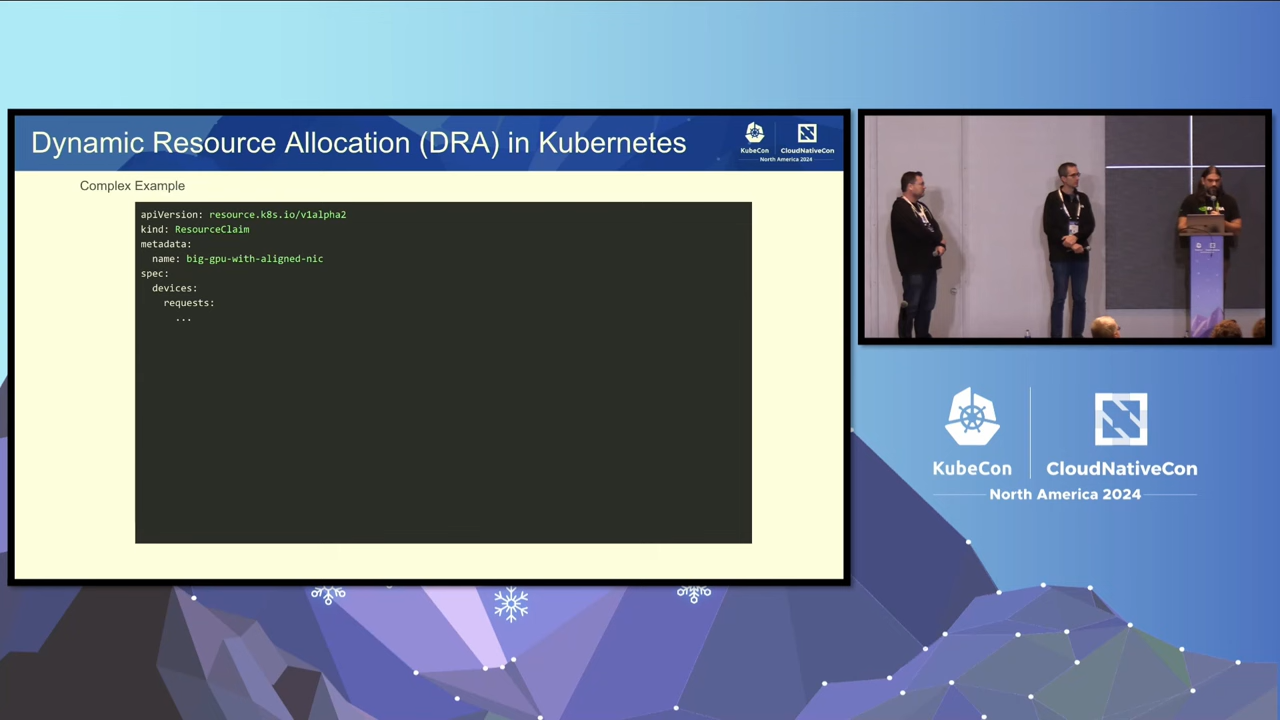 Dynamic Resource Allocation (DRA) in Kubernetes
KubeCon
CloudNativeCon
North America 2024
Complex Example
apiVersion: resource.k8s.io/v1alpha2
kind: ResourceClaim
metadata:
  name: big-gpu-with-aligned-nic
spec:
  devices:
    requests:
      ...
KubeCon
CloudNativeCon
North America 2024